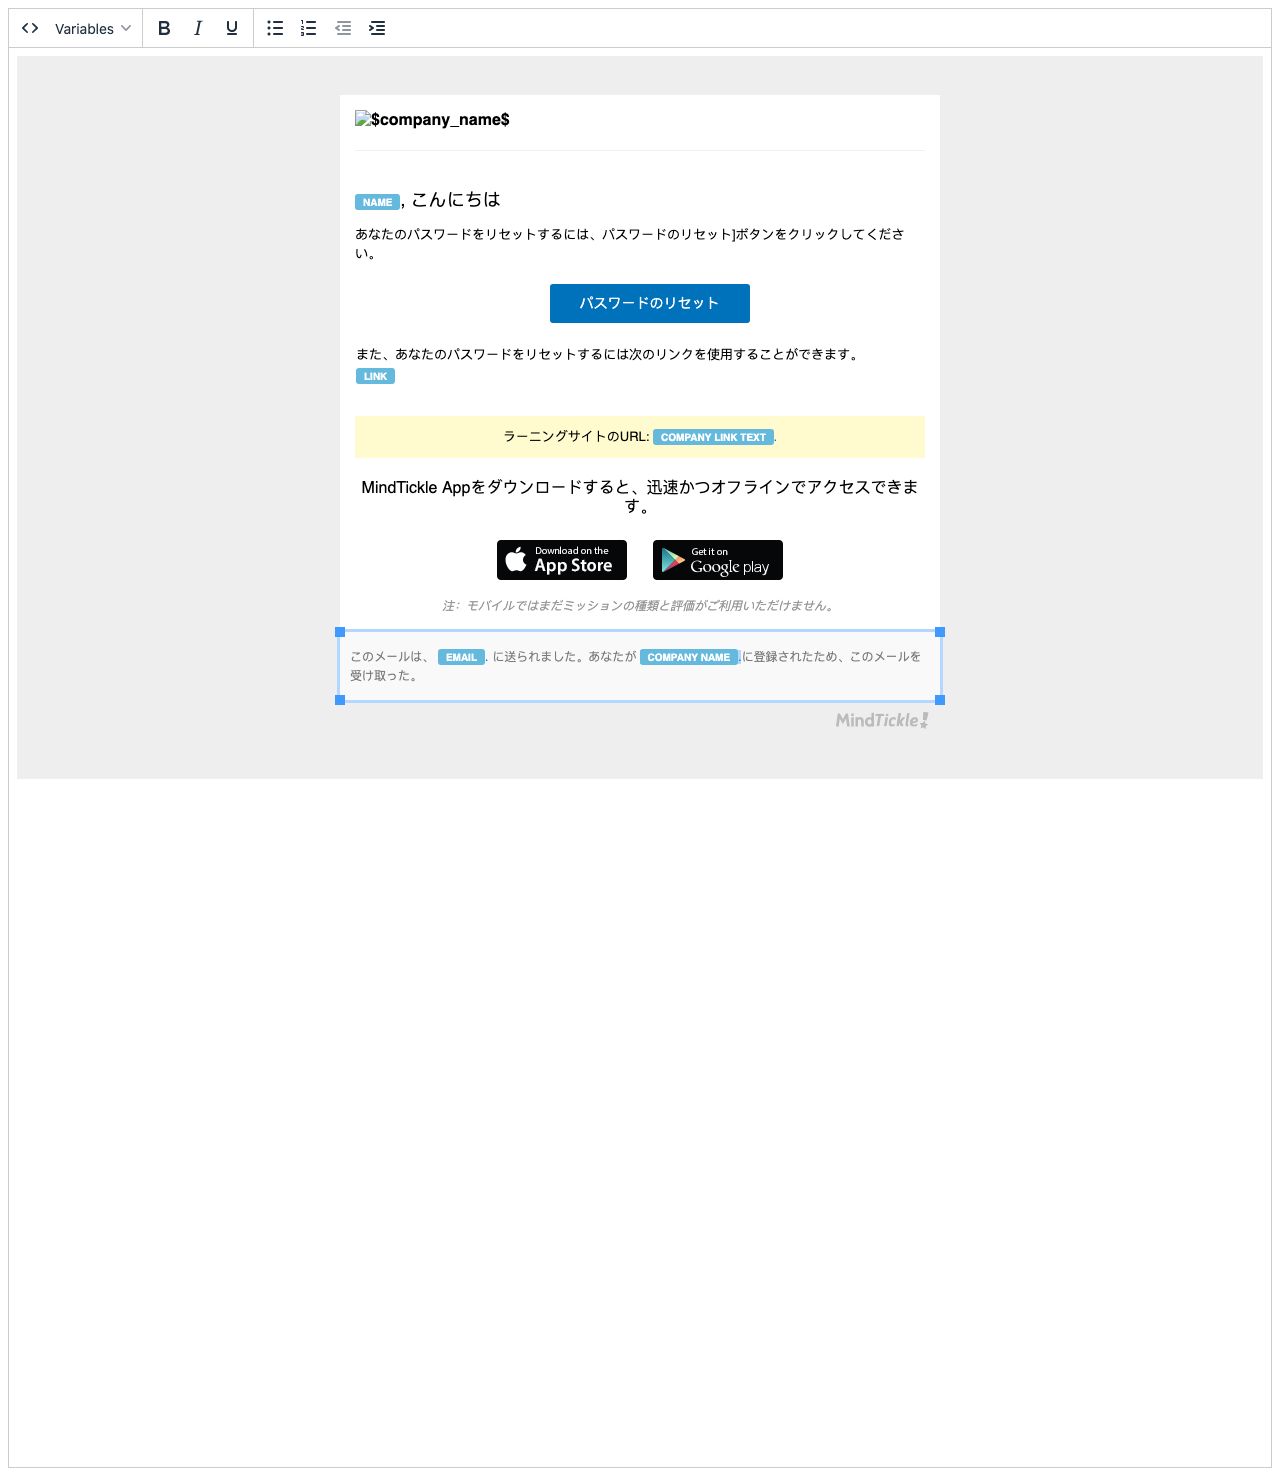 Variables
$company_name$
NAME, こんにちは
あなたのパスワードをリセットするには、パスワードのリセット]ボタンをクリックしてくださ
い。
パスワードのリセット
また、あなたのパスワードをリセットするには次のリンクを使用することができます。
LINK
ラーニングサイトのURL: COMPANY LINK TEXT.
MindTickle Appをダウンロードすると、迅速かつオフラインでアクセスできま
す。
Download on the
App Store
Get it on
Google play
注：モバイルではまだミッションの種類と評価がご利用いただけません。
このメールは、 EMAIL. に送られました。あなたが COMPANY NAME.に登録されたため、このメールを
受け取った。
MindTickle!